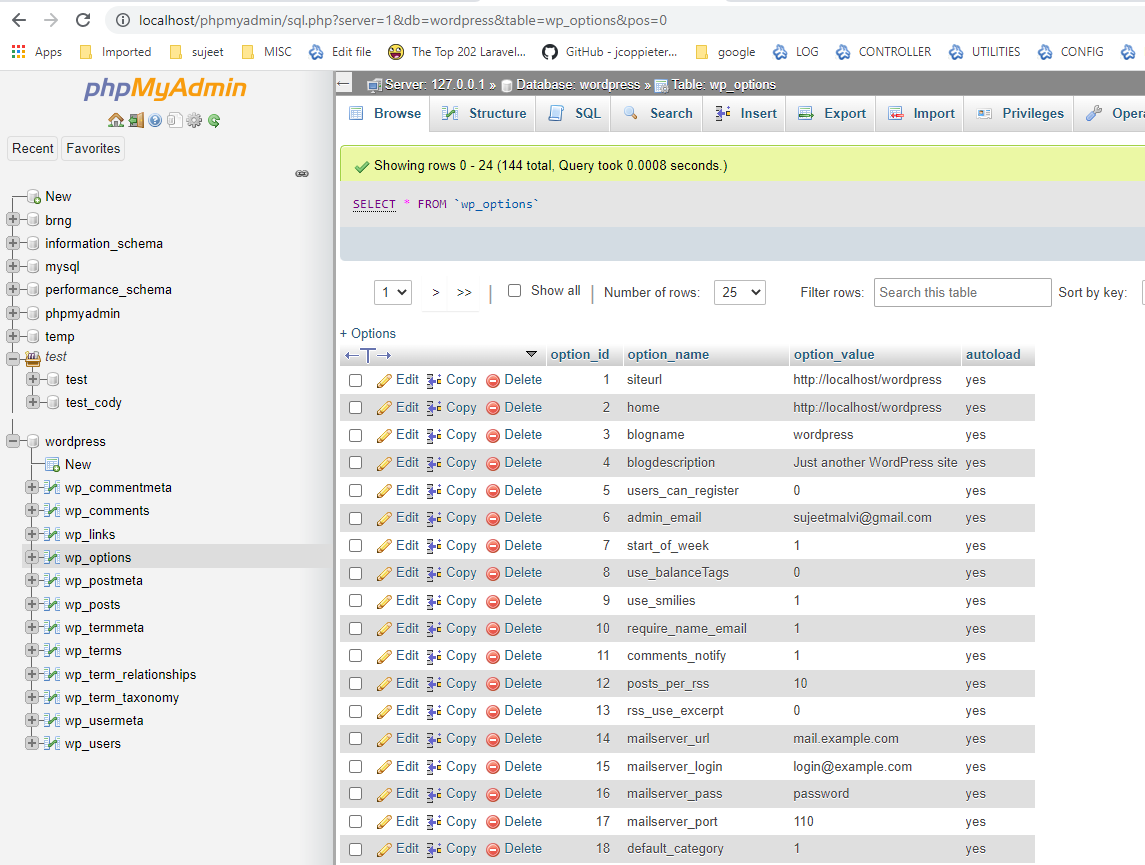 localhost/phpmyadmin/sql.php?server=1&db=wordpress&table=wp_options&pos=0
Apps Imported sujeet MISC Edit file The Top 202 Laravel... GitHub - jcoppieter... google LOG CONTROLLER UTILITIES CONFIG
phpMyAdmin
Recent Favorites
New
brng
information_schema
mysql
performance_schema
phpmyadmin
temp
test
test
test_cody
wordpress
New
wp_commentmeta
wp_comments
wp_links
wp_options
wp_postmeta
wp_posts
wp_termmeta
wp_terms
wp_term_relationships
wp_term_taxonomy
wp_usermeta
wp_users
Server: 127.0.0.1 » Database: wordpress » Table: wp_options
Browse Structure SQL Search Insert Export Import Privileges Opera
Showing rows 0 - 24 (144 total, Query took 0.0008 seconds.)
SELECT * FROM `wp_options`
1 > >> | Show all | Number of rows: 25 Filter rows: Search this table Sort by key:
+ Options
←T→ option_id option_name option_value autoload
Edit Copy Delete 1 siteurl http://localhost/wordpress yes
Edit Copy Delete 2 home http://localhost/wordpress yes
Edit Copy Delete 3 blogname wordpress yes
Edit Copy Delete 4 blogdescription Just another WordPress site yes
Edit Copy Delete 5 users_can_register 0 yes
Edit Copy Delete 6 admin_email sujeetmalvi@gmail.com yes
Edit Copy Delete 7 start_of_week 1 yes
Edit Copy Delete 8 use_balanceTags 0 yes
Edit Copy Delete 9 use_smilies 1 yes
Edit Copy Delete 10 require_name_email 1 yes
Edit Copy Delete 11 comments_notify 1 yes
Edit Copy Delete 12 posts_per_rss 10 yes
Edit Copy Delete 13 rss_use_excerpt 0 yes
Edit Copy Delete 14 mailserver_url mail.example.com yes
Edit Copy Delete 15 mailserver_login login@example.com yes
Edit Copy Delete 16 mailserver_pass password yes
Edit Copy Delete 17 mailserver_port 110 yes
Edit Copy Delete 18 default_category 1 yes